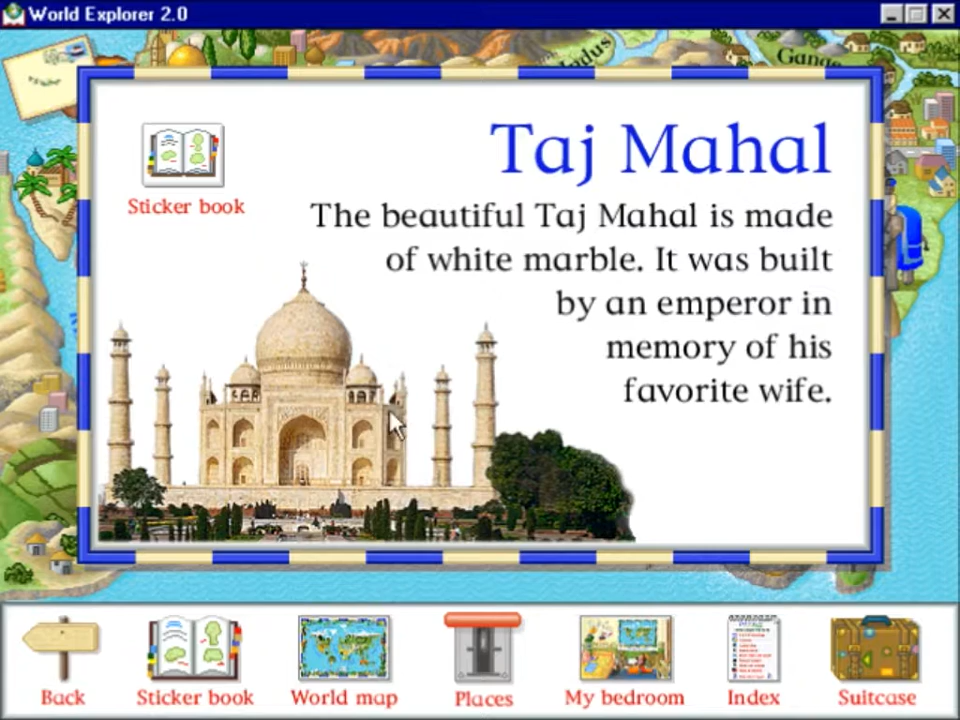 World Explorer 2.0
Indus
Taj Mahal
Sticker book
The beautiful Taj Mahal is made
of white marble. It was built
by an emperor in
memory of his
favorite wife.
Back
Sticker book
World map
Places
My bedroom
Index
Suitcase